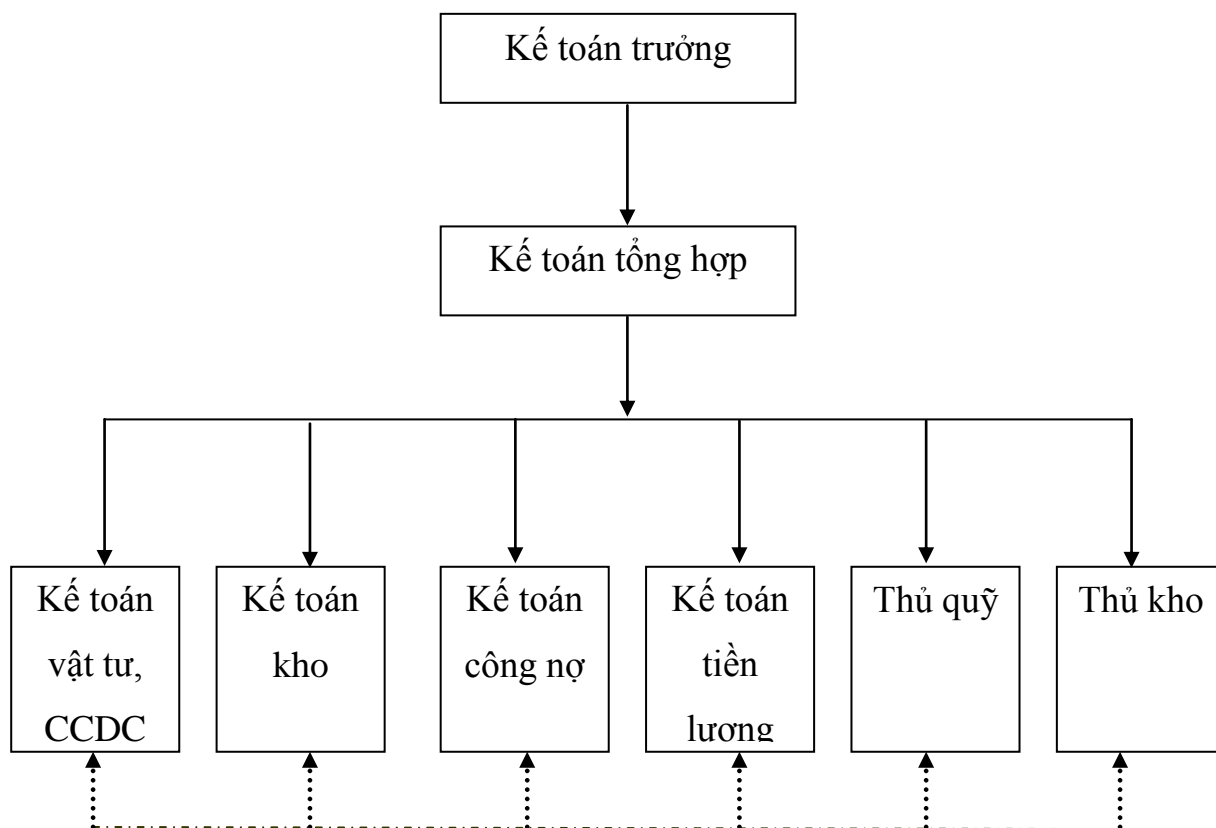 Kế toán trưởng
Kế toán tổng hợp
Kế toán
vật tư,
CCDC
Kế toán
kho
Kế toán
công nợ
Kế toán
tiền
lương
Thủ quỹ
Thủ kho